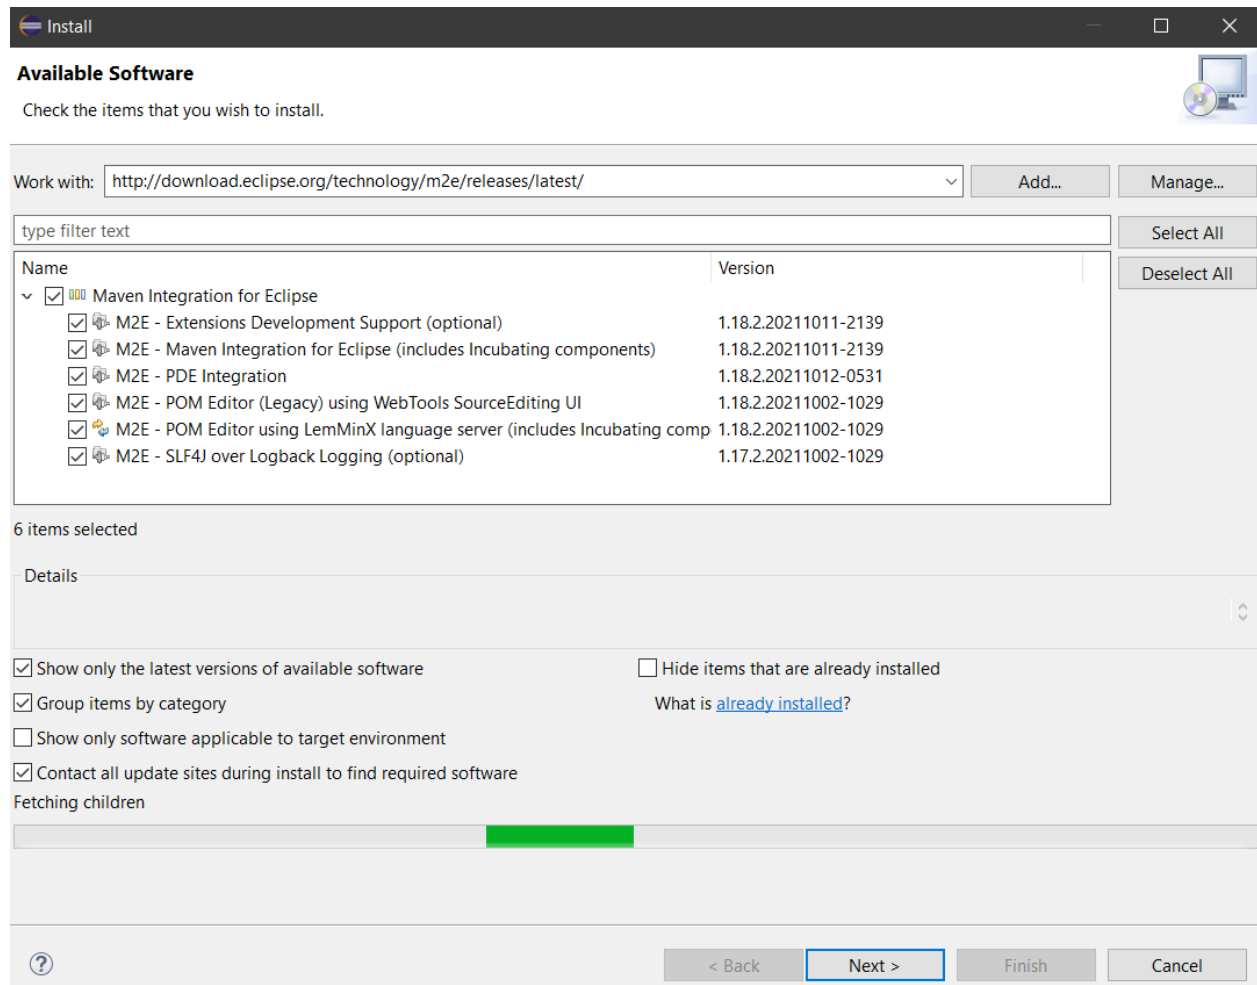 Install
Available Software
Check the items that you wish to install.
Work with: http://download.eclipse.org/technology/m2e/releases/latest/ Add... Manage...
type filter text Select All
Name Version Deselect All
Maven Integration for Eclipse
M2E - Extensions Development Support (optional) 1.18.2.20211011-2139
M2E - Maven Integration for Eclipse (includes Incubating components) 1.18.2.20211011-2139
M2E - PDE Integration 1.18.2.20211012-0531
M2E - POM Editor (Legacy) using WebTools SourceEditing UI 1.18.2.20211002-1029
M2E - POM Editor using LemMinX language server (includes Incubating comp 1.18.2.20211002-1029
M2E - SLF4J over Logback Logging (optional) 1.17.2.20211002-1029
6 items selected
Details
Show only the latest versions of available software Hide items that are already installed
Group items by category What is already installed?
Show only software applicable to target environment
Contact all update sites during install to find required software
Fetching children
? < Back Next > Finish Cancel